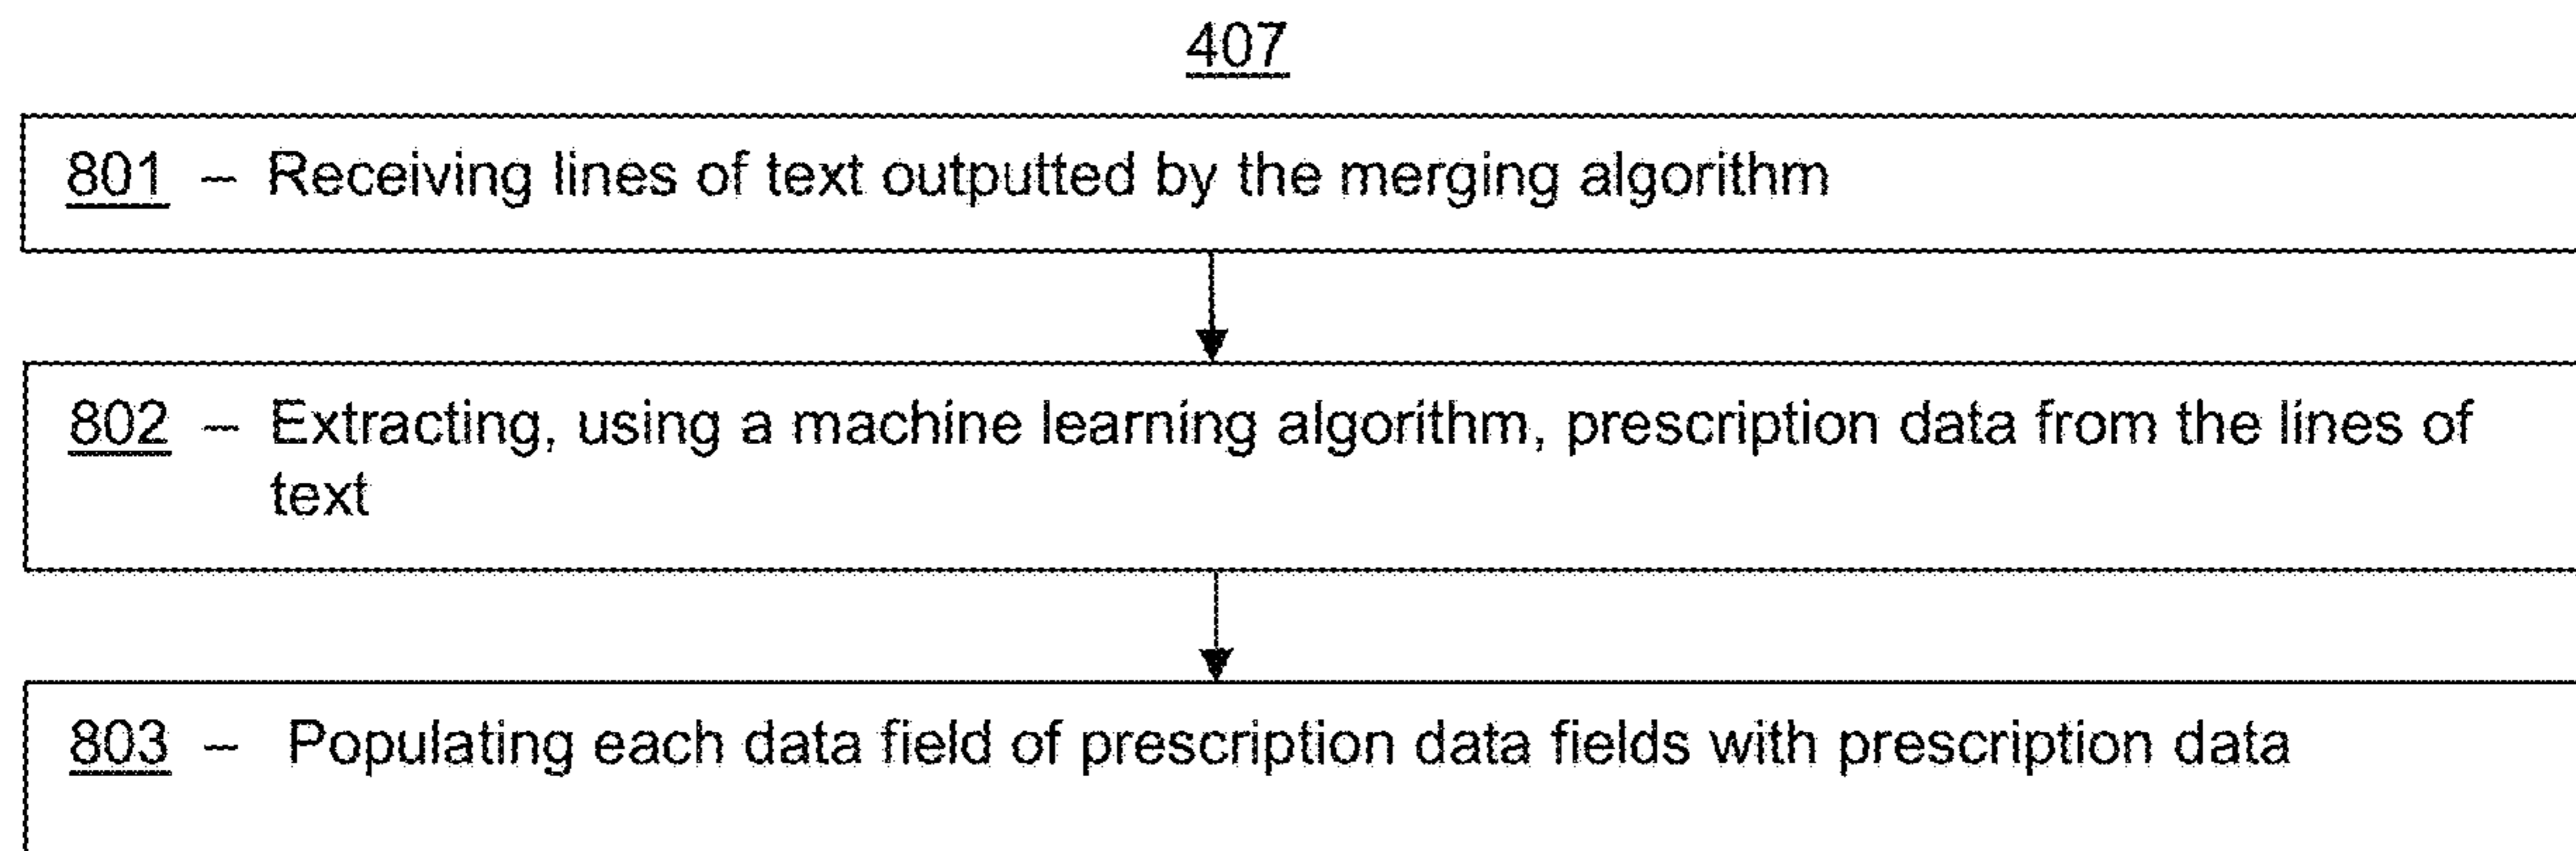 407
801 – Receiving lines of text outputted by the merging algorithm
802 – Extracting, using a machine learning algorithm, prescription data from the lines of
text
803 – Populating each data field of prescription data fields with prescription data